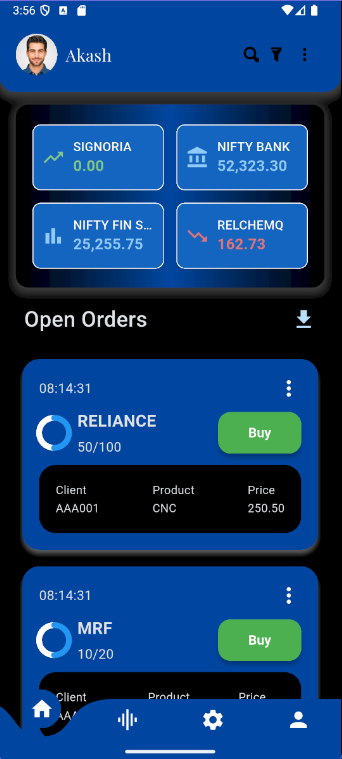 3:56
Akash
SIGNORIA
0.00
NIFTY BANK
52,323.30
NIFTY FIN S...
25,255.75
RELCHEMQ
162.73
Open Orders
08:14:31
RELIANCE
50/100
Buy
Client Product Price
AAA001 CNC 250.50
08:14:31
MRF
10/20
Buy
Client Product Price